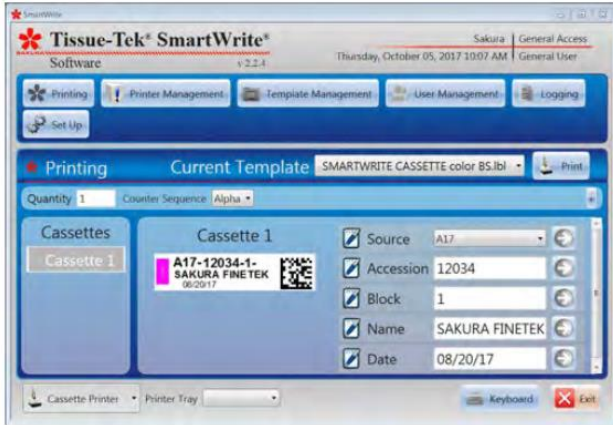 SmartWrite
Tissue-Tek® SmartWrite®
Software v 2.2.4
Sakura General Access
Thursday, October 05, 2017 10:07 AM General User
Printing Printer Management Template Management User Management Logging
Set Up
Printing Current Template SMARTWRITE CASSETTE color BS.lbl Print
Quantity 1 Counter Sequence Alpha
Cassettes
Cassette 1
Cassette 1
A17-12034-1-
SAKURA FINETEK
08/20/17
Source A17
Accession 12034
Block 1
Name SAKURA FINETEK
Date 08/20/17
Cassette Printer Printer Tray Keyboard Exit